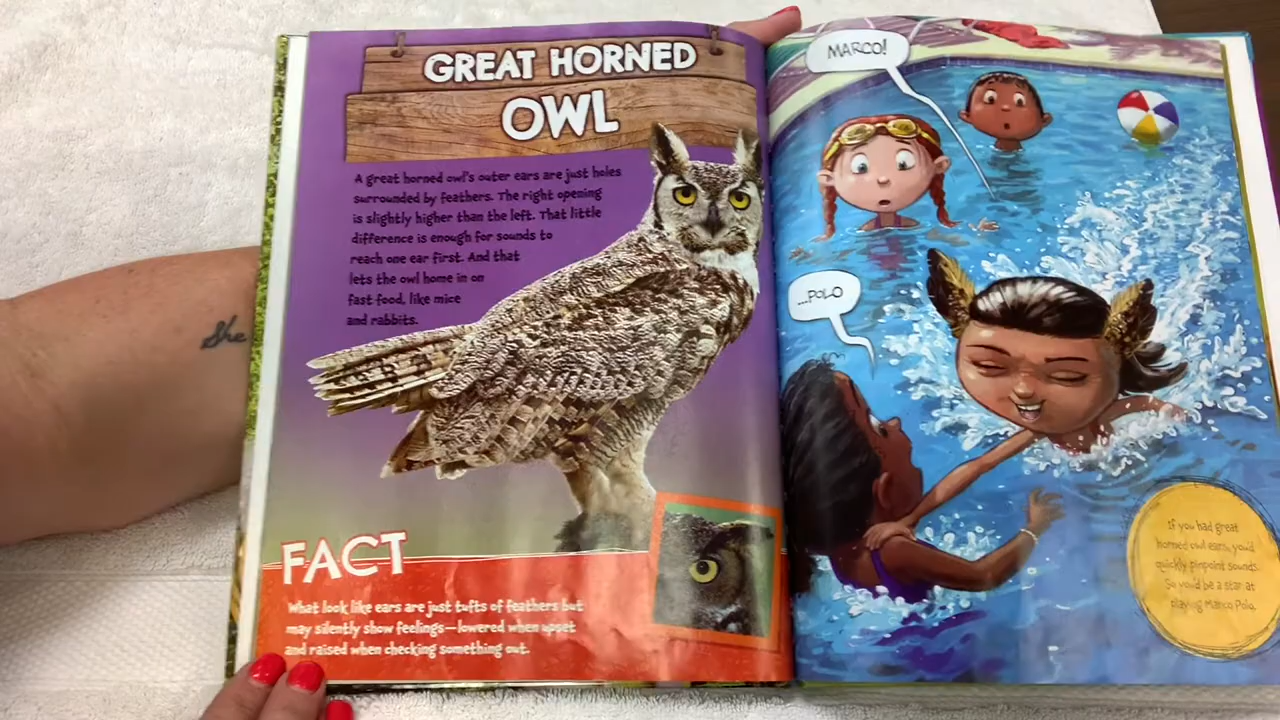 GREAT HORNED
OWL
A great horned owl's outer ears are just holes
surrounded by feathers. The right opening
is slightly higher than the left. That little
difference is enough for sounds to
reach one ear first. And that
lets the owl home in on
fast food, like mice
and rabbits.
FACT
What look like ears are just tufts of feathers but
may silently show feelings—lowered when upset
and raised when checking something out.
She
MARCO!
...POLO
If you had great
horned owl ears, you'd
quickly pinpoint sounds.
So you'd be a star at
playing Marco Polo.